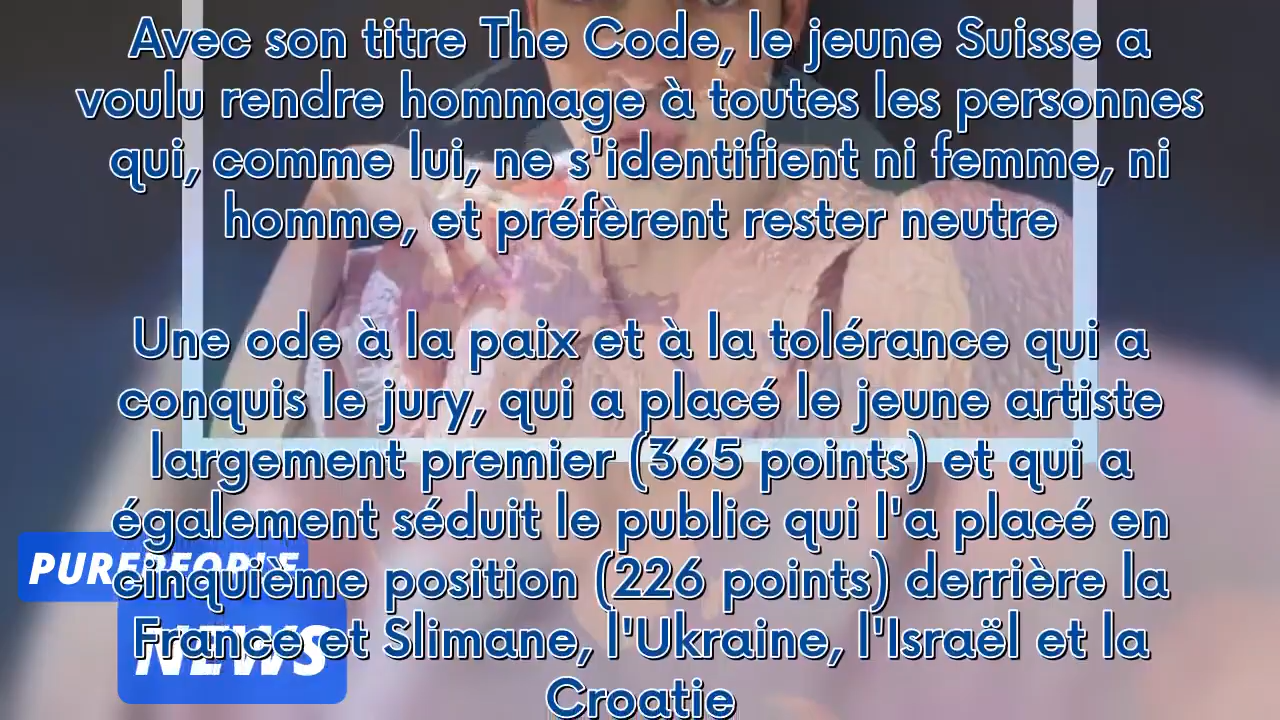 Avec son titre The Code, le jeune Suisse a
voulu rendre hommage à toutes les personnes
qui, comme lui, ne s'identifient ni femme, ni
homme, et préfèrent rester neutre
Une ode à la paix et à la tolérance qui a
conquis le jury, qui a placé le jeune artiste
largement premier (365 points) et qui a
également séduit le public qui l'a placé en
PUREPEOPLE
cinquième position (226 points) derrière la
NEWS
France et Slimane, l'Ukraine, l'Israël et la
Croatie